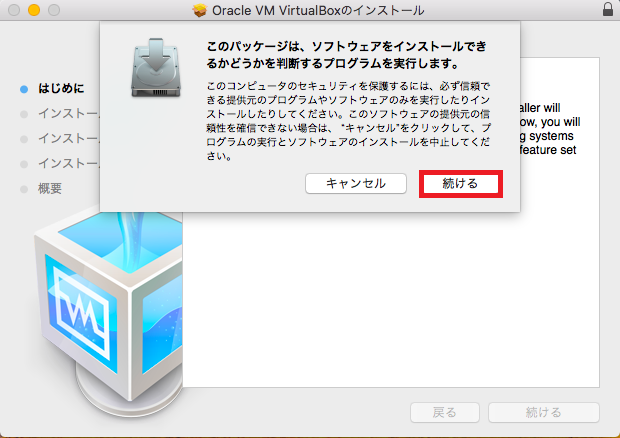 Oracle VM VirtualBoxのインストール
このパッケージは、ソフトウェアをインストールでき
るかどうかを判断するプログラムを実行します。
このコンピュータのセキュリティを保護するには、必ず信頼で
きる提供元のプログラムやソフトウェアのみを実行したりイン
ストールしたりしてください。このソフトウェアの提供元の信
頼性を確信できない場合は、“キャンセル”をクリックして、プ
ログラムの実行とソフトウェアのインストールを中止してくだ
さい。
キャンセル
続ける
はじめに
インストー
インストー
インストー
概要
aller will
ow, you will
g systems
feature set
戻る
続ける